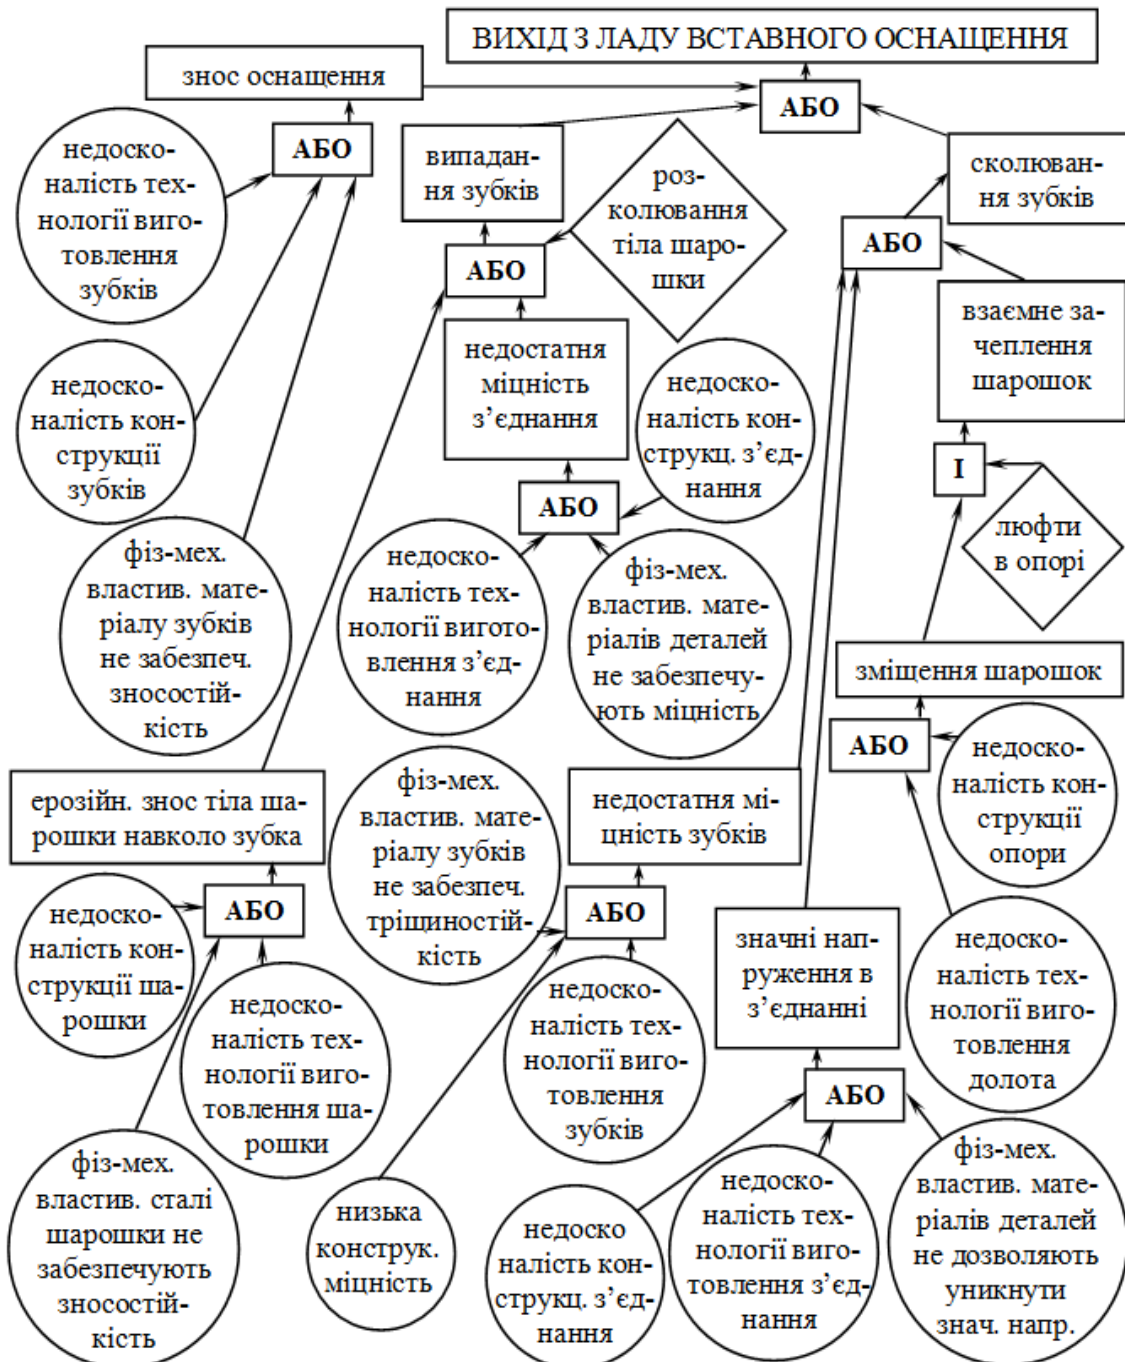 ВИХІД З ЛАДУ ВСТАВНОГО ОСНАЩЕННЯ
знос оснащення
АБО
АБО
недоско-
налість тех-
нології виго-
товлення
зубків
випадан-
ня зубків
роз-
колювання
тіла шаро-
шки
сколюван-
ня зубків
АБО
АБО
взаємне за-
чеплення
шарошок
недостатня
міцність
з’єднання
недоско-
налість кон-
струкц. з’єд-
нання
недоско-
налість кон-
струкції
зубків
І
АБО
люфти
в опорі
фіз-мех.
властив. мате-
ріалу зубків
не забезпеч.
зносостій-
кість
недоско-
налість тех-
нології вигото-
влення з’єд-
нання
фіз-мех.
властив. мате-
ріалів деталей
не забезпечу-
ють міцність
зміщення шарошок
АБО
недоско-
налість кон-
струкції
опори
ерозійн. знос тіла ша-
рошки навколо зубка
фіз-мех.
властив. мате-
ріалу зубків
не забезпеч.
тріщиностій-
кість
недостатня мі-
цність зубків
АБО
АБО
недоско-
налість кон-
струкції ша-
рошки
недоско-
налість тех-
нології виго-
товлення ша-
рошки
недоско-
налість тех-
нології виго-
товлення
зубків
значні нап-
руження в
з’єднанні
недоско-
налість тех-
нології виго-
товлення
долота
АБО
фіз-мех.
властив. сталі
шарошки не
забезпечують
зносостій-
кість
низька
конструк.
міцність
недоско
налість кон-
струкц. з’єд-
нання
недоско-
налість тех-
нології виго-
товлення з’єд-
нання
фіз-мех.
властив. мате-
ріалів деталей
не дозволяють
уникнути
знач. напр.